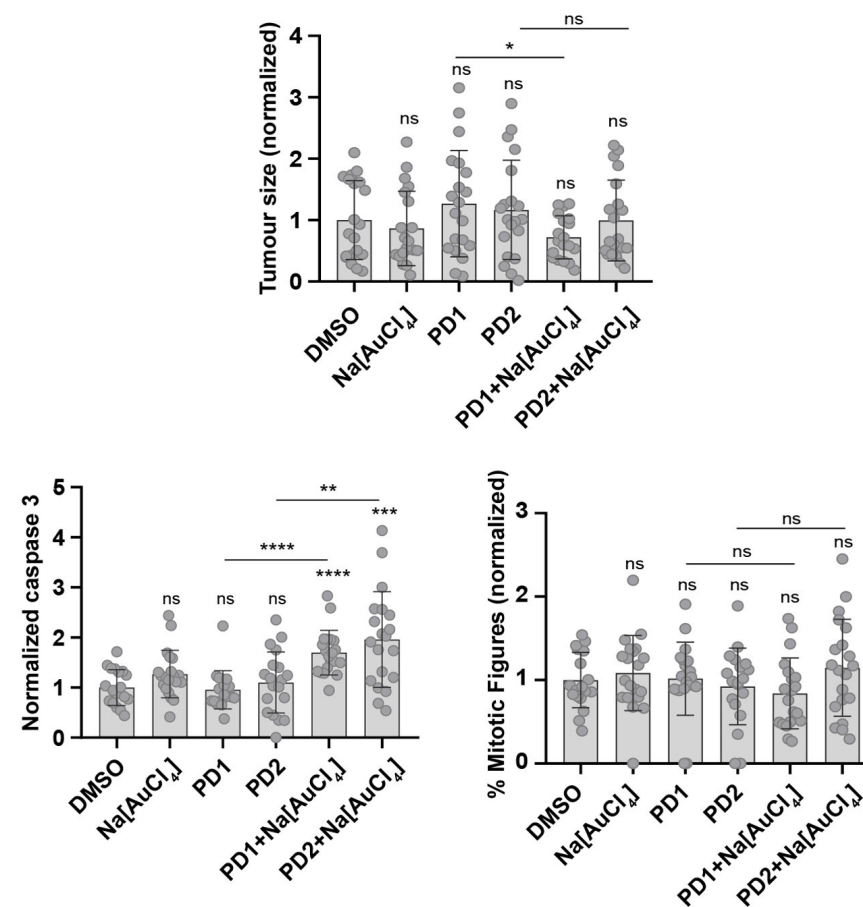 ns
*
ns
ns
ns
ns
ns
Tumour size (normalized)
4
3
2
1
0
DMSO
Na[AuCl₄]
PD1
PD2
PD1+Na[AuCl₄]
PD2+Na[AuCl₄]
**
***
****
****
ns
ns
ns
Normalized caspase 3
5
4
3
2
1
0
DMSO
Na[AuCl₄]
PD1
PD2
PD1+Na[AuCl₄]
PD2+Na[AuCl₄]
ns
ns
ns
ns
ns
ns
ns
% Mitotic Figures (normalized)
3
2
1
0
DMSO
Na[AuCl₄]
PD1
PD2
PD1+Na[AuCl₄]
PD2+Na[AuCl₄]